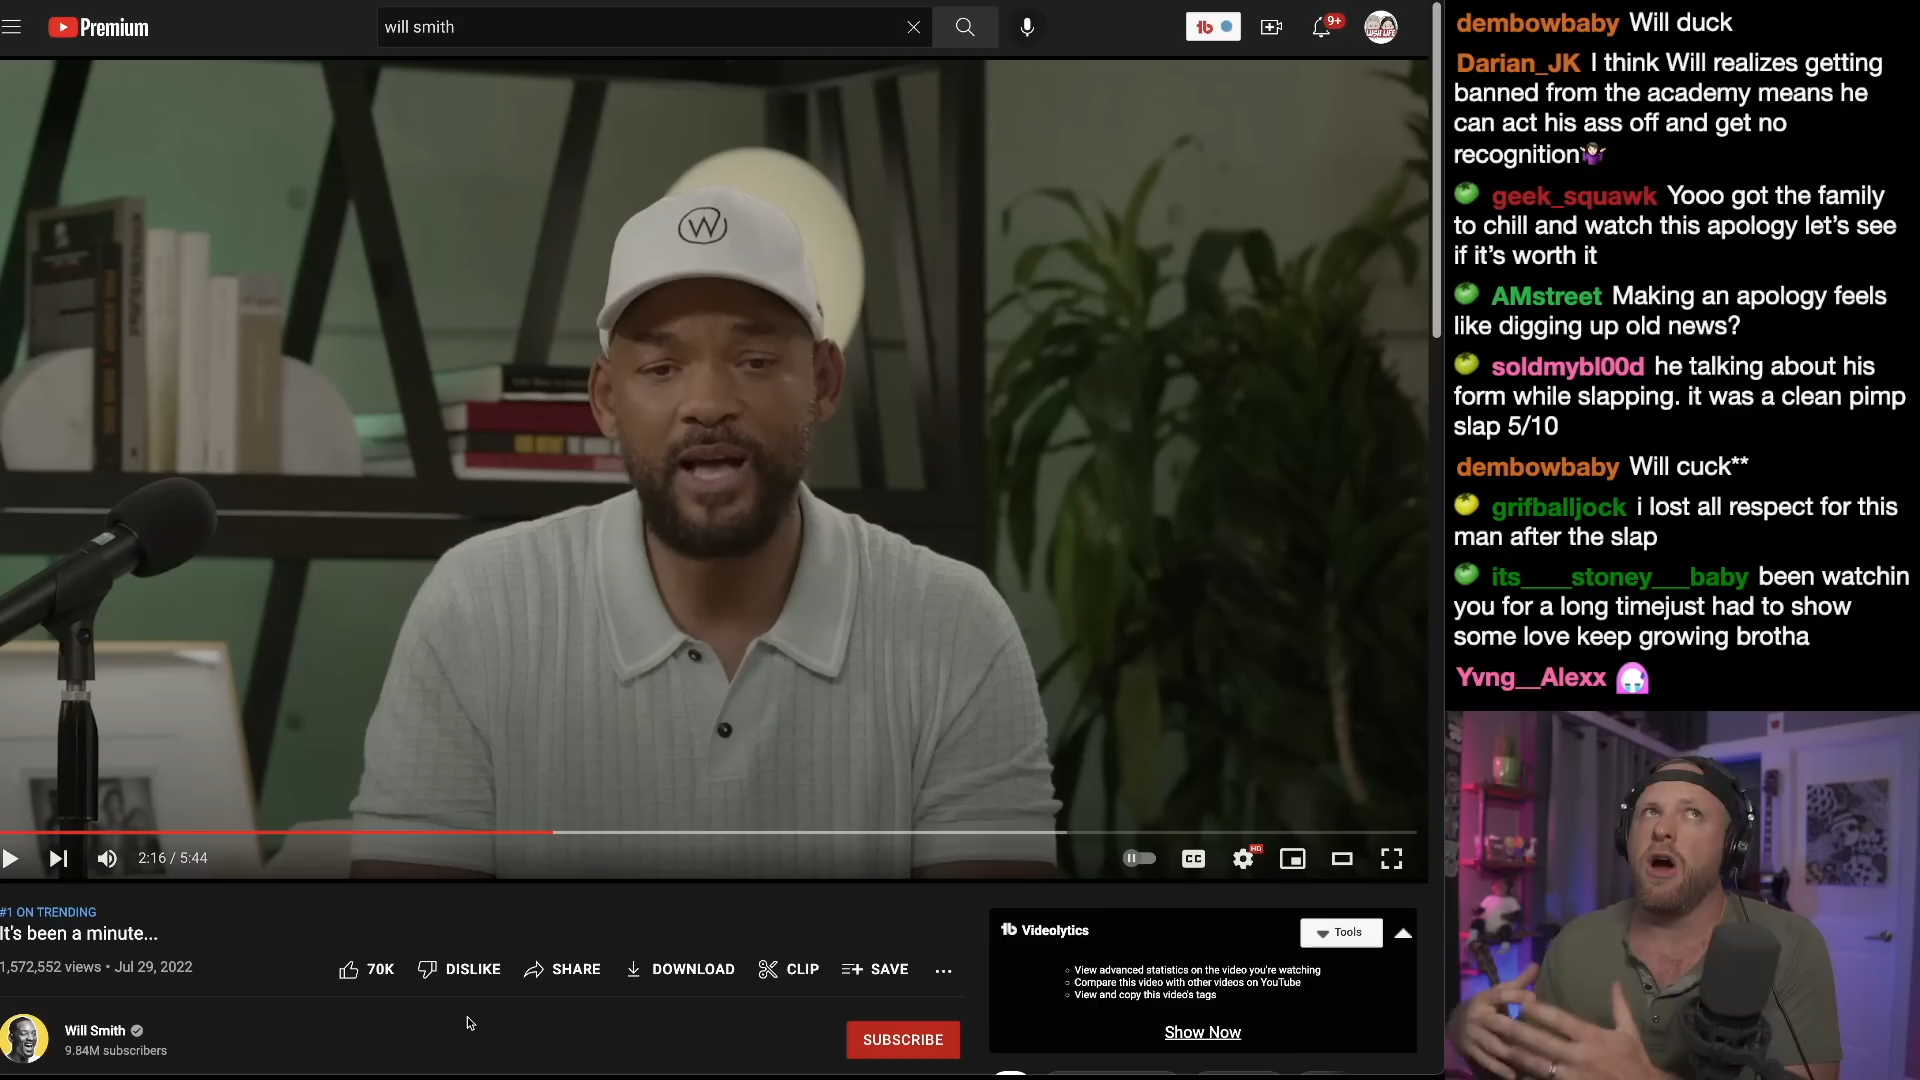 Premium
will smith
9+
W
HD
2:16 / 5:44
CC
#1 ON TRENDING
It's been a minute...
1,572,552 views • Jul 29, 2022
70K
DISLIKE
SHARE
DOWNLOAD
CLIP
SAVE
Will Smith
9.84M subscribers
SUBSCRIBE
tb Videolytics
Tools
View advanced statistics on the video you're watching
Compare this video with other videos on YouTube
View and copy this video's tags
Show Now
dembowbaby Will duck
Darian_JK I think Will realizes getting
banned from the academy means he
can act his ass off and get no
recognition🤷🏻‍♀️
geek_squawk Yooo got the family
to chill and watch this apology let’s see
if it’s worth it
AMstreet Making an apology feels
like digging up old news?
soldmybl00d he talking about his
form while slapping. it was a clean pimp
slap 5/10
dembowbaby Will cuck**
grifballjock i lost all respect for this
man after the slap
its____stoney___baby been watchin
you for a long timejust had to show
some love keep growing brotha
Yvng__Alexx